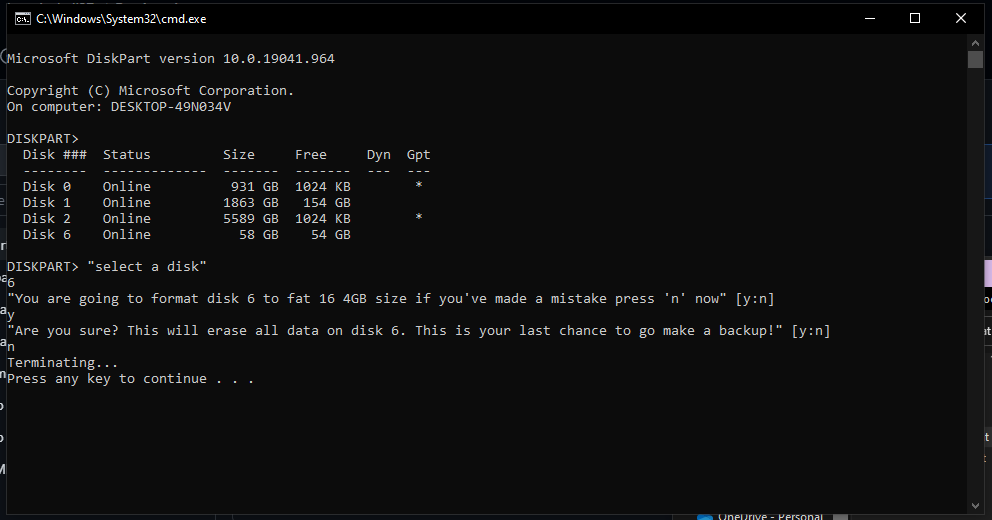 C:\Windows\System32\cmd.exe
Microsoft DiskPart version 10.0.19041.964
Copyright (C) Microsoft Corporation.
On computer: DESKTOP-49N034V
DISKPART>
Disk ###  Status         Size     Free     Dyn  Gpt
--------  -------------  -------  -------  ---  ---
Disk 0    Online          931 GB  1024 KB        *
Disk 1    Online         1863 GB   154 GB
Disk 2    Online         5589 GB  1024 KB        *
Disk 6    Online           58 GB    54 GB
DISKPART> "select a disk"
6
"You are going to format disk 6 to fat 16 4GB size if you've made a mistake press 'n' now" [y:n]
y
"Are you sure? This will erase all data on disk 6. This is your last chance to go make a backup!" [y:n]
n
Terminating...
Press any key to continue . . .
OneDrive - Personal